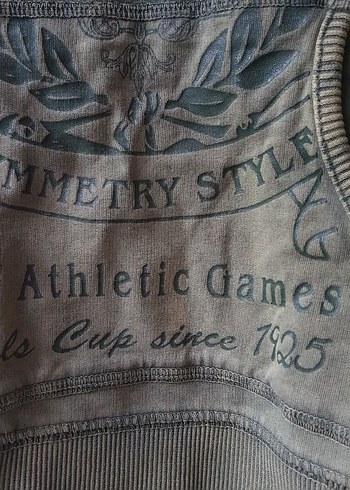 MMETRY STYLE
Athletic Games
ls Cup since 1925